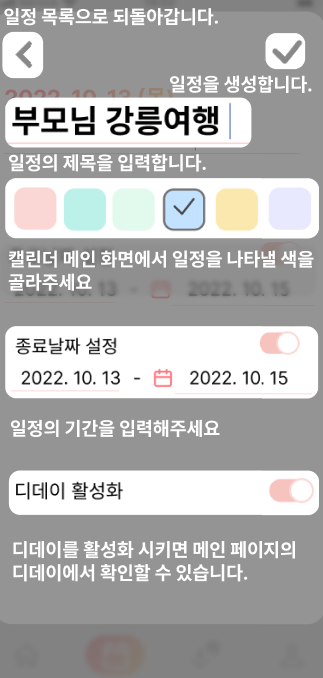 일정 목록으로 되돌아갑니다.
2022. 10. 13 (목)
일정을 생성합니다.
부모님 강릉여행
일정의 제목을 입력합니다.
캘린더 메인 화면에서 일정을 나타낼 색을
골라주세요
2022. 10. 13 - 2022. 10. 15
종료날짜 설정
2022. 10. 13 - 2022. 10. 15
일정의 기간을 입력해주세요
디데이 활성화
디데이를 활성화 시키면 메인 페이지의
디데이에서 확인할 수 있습니다.